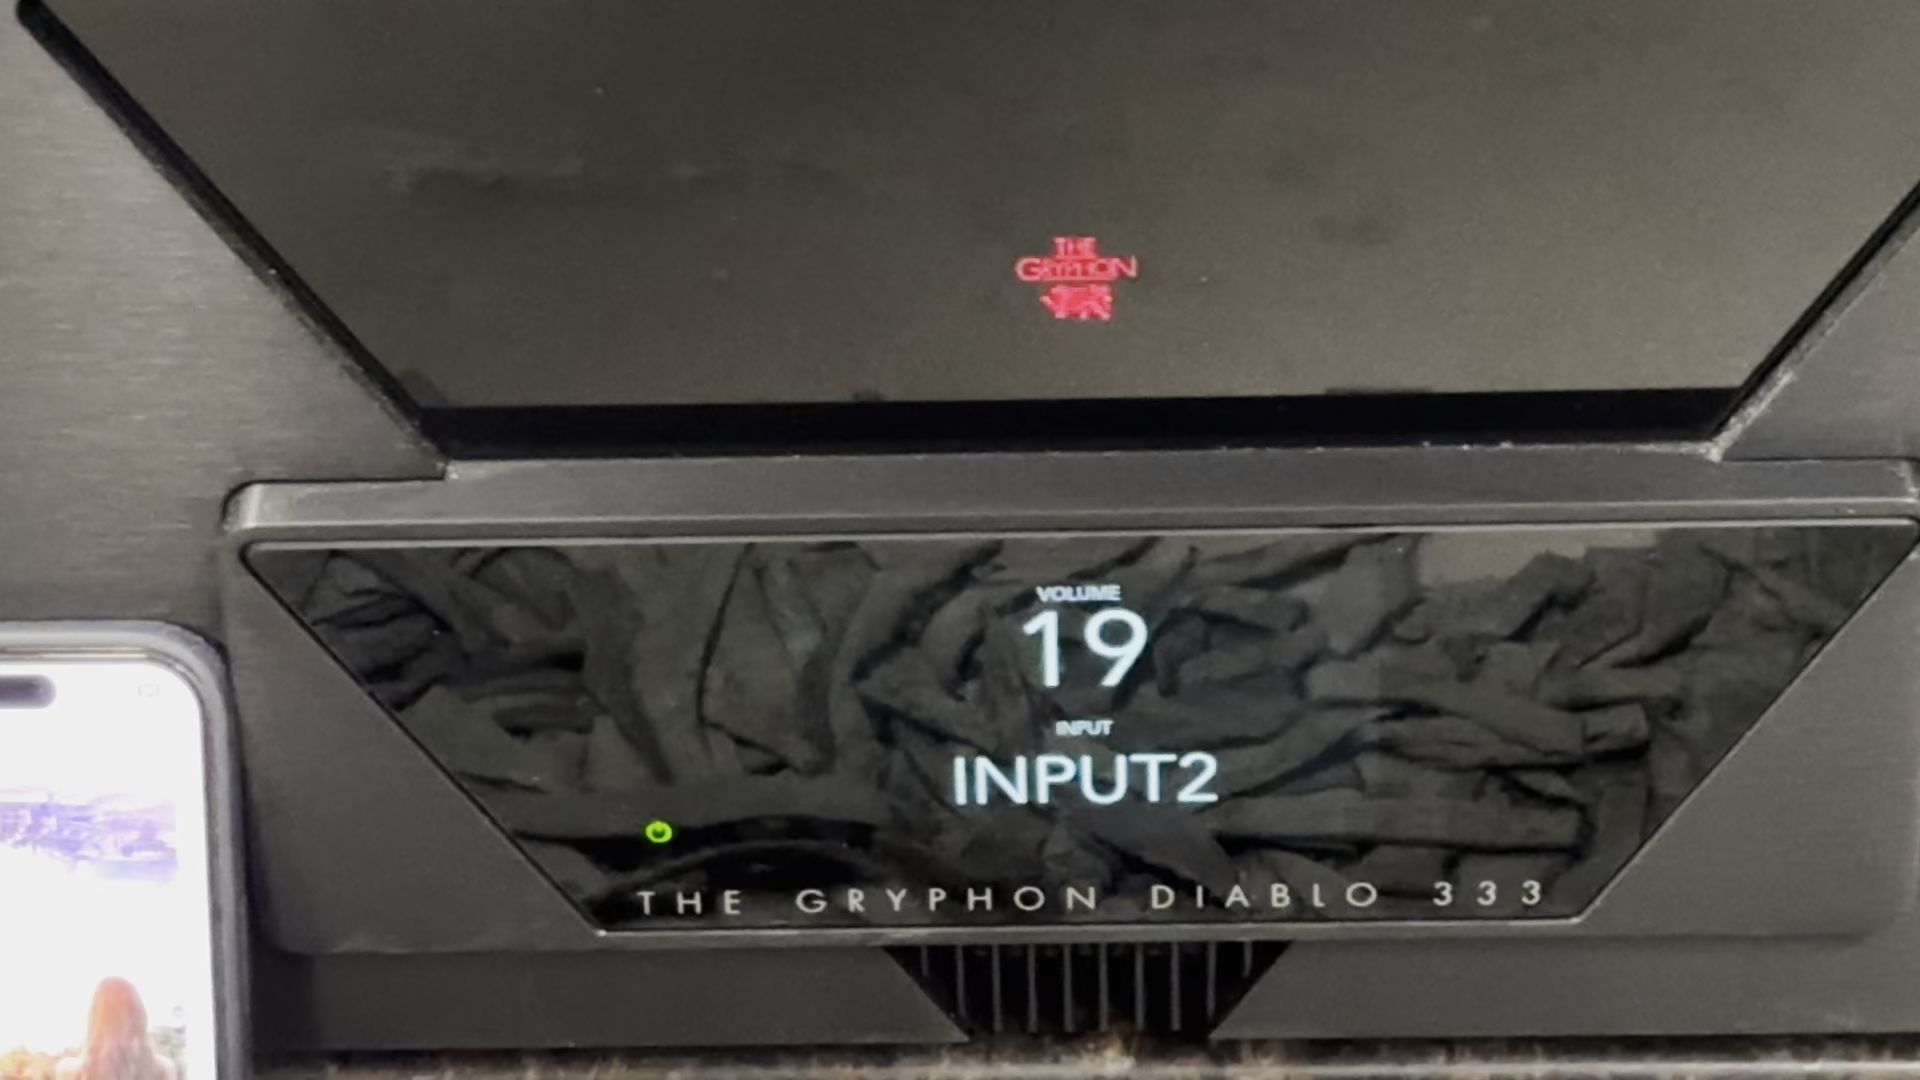 THE
GRYPHON
VOLUME
19
INPUT
INPUT2
THE GRYPHON DIABLO 333